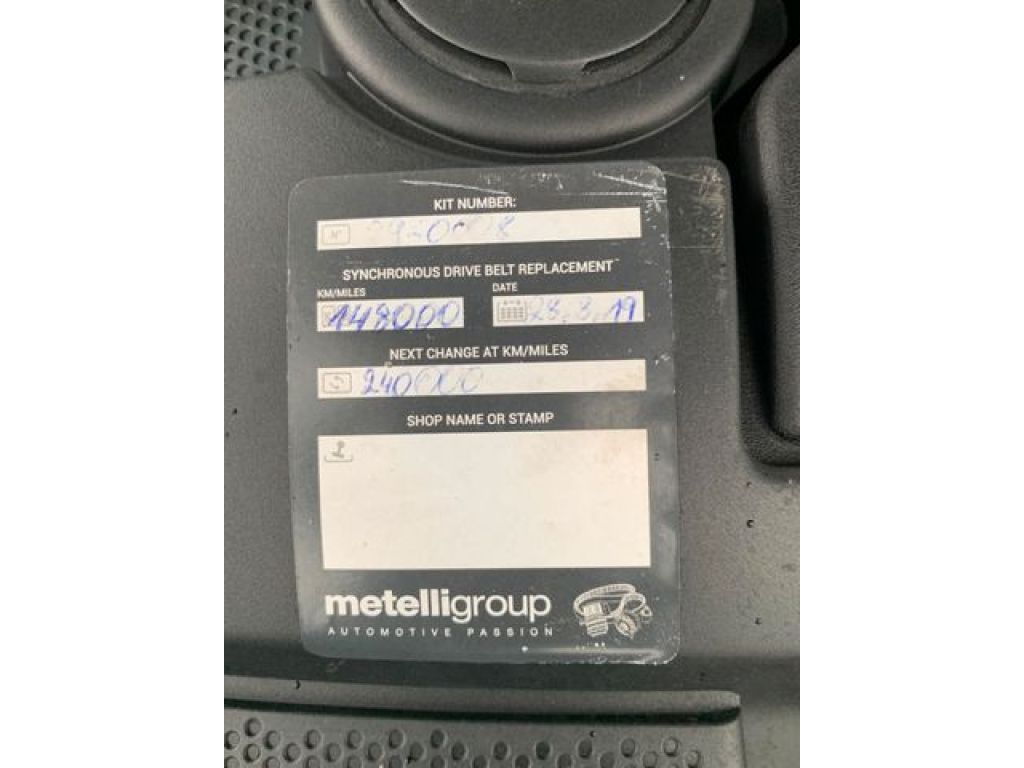 KIT NUMBER:
N°
SYNCHRONOUS DRIVE BELT REPLACEMENT
KM/MILES DATE
148000 28.8.19
NEXT CHANGE AT KM/MILES
240000
SHOP NAME OR STAMP
metelligroup
AUTOMOTIVE PASSION